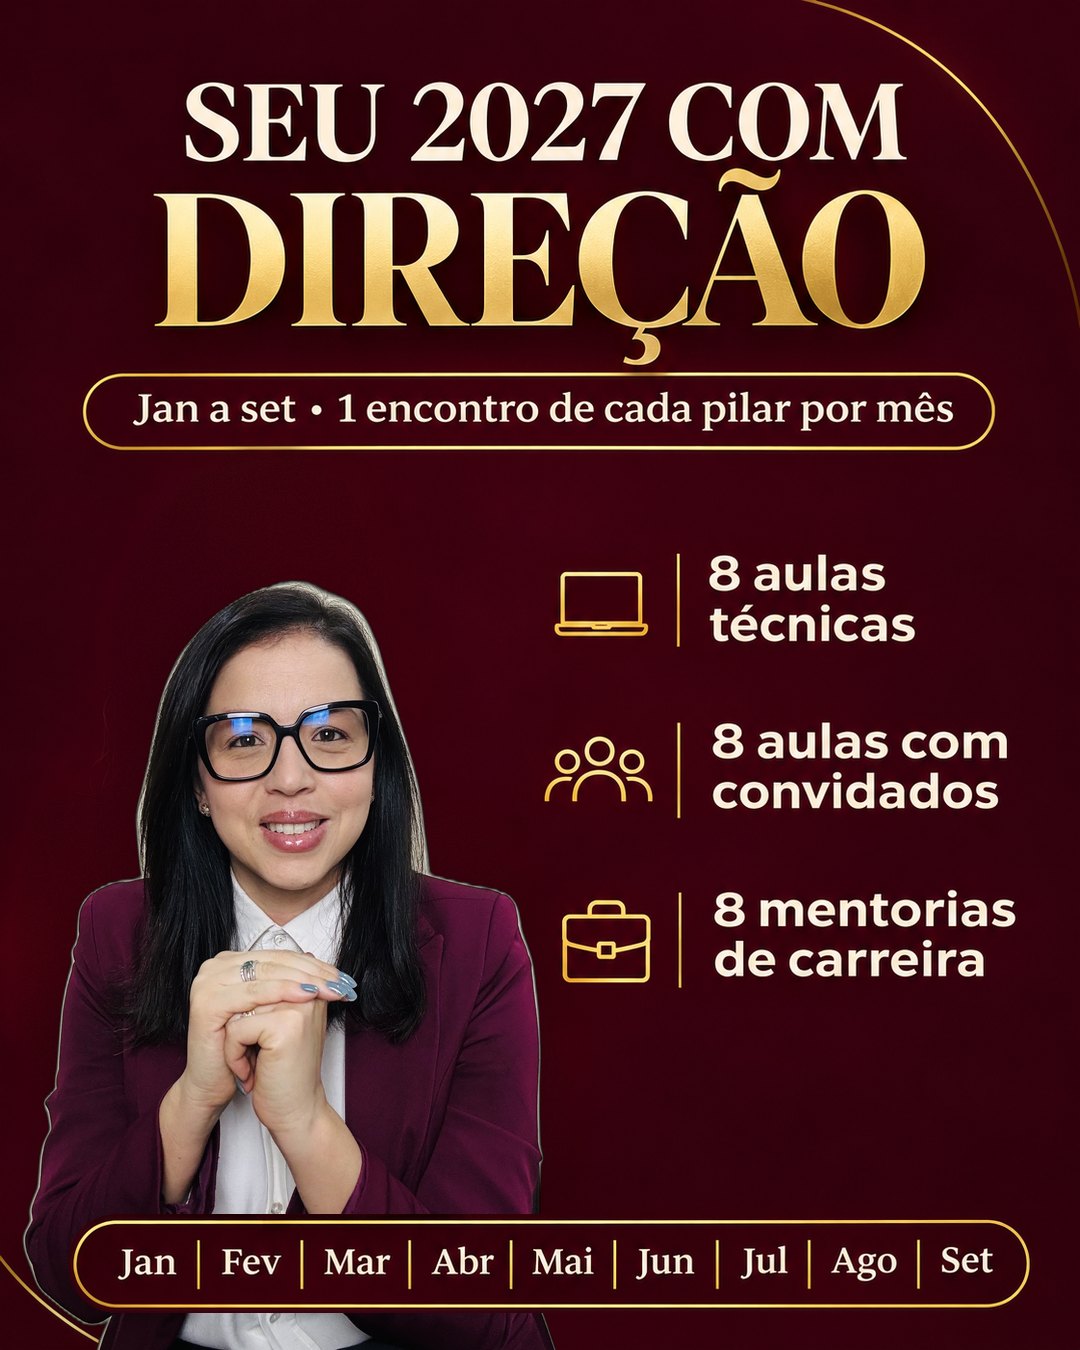 SEU 2027 COM
DIREÇÃO
Jan a set • 1 encontro de cada pilar por mês
8 aulas
técnicas
8 aulas com
convidados
8 mentorias
de carreira
Jan | Fev | Mar | Abr | Mai | Jun | Jul | Ago | Set